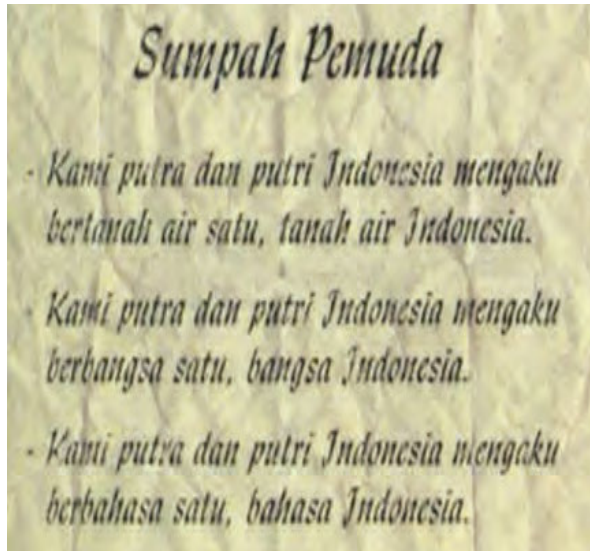 Sumpah Pemuda
- Kami putra dan putri Indonesia mengaku
bertanah air satu, tanah air Indonesia.
- Kami putra dan putri Indonesia mengaku
berbangsa satu, bangsa Indonesia.
- Kami putra dan putri Indonesia mengaku
berbahasa satu, bahasa Indonesia.